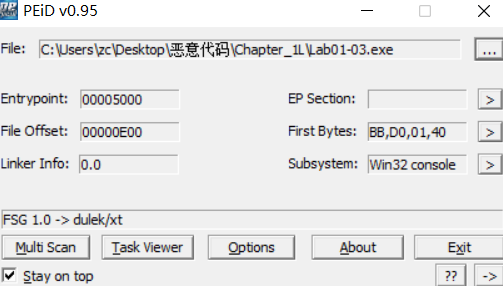 PEiD v0.95
File: C:\Users\zc\Desktop\恶意代码\Chapter_1L\Lab01-03.exe ...
Entrypoint: 00005000 EP Section: >
File Offset: 00000E00 First Bytes: BB,D0,01,40 >
Linker Info: 0.0 Subsystem: Win32 console >
FSG 1.0 -> dulek/xt
Multi Scan Task Viewer Options About Exit
Stay on top ?? ->